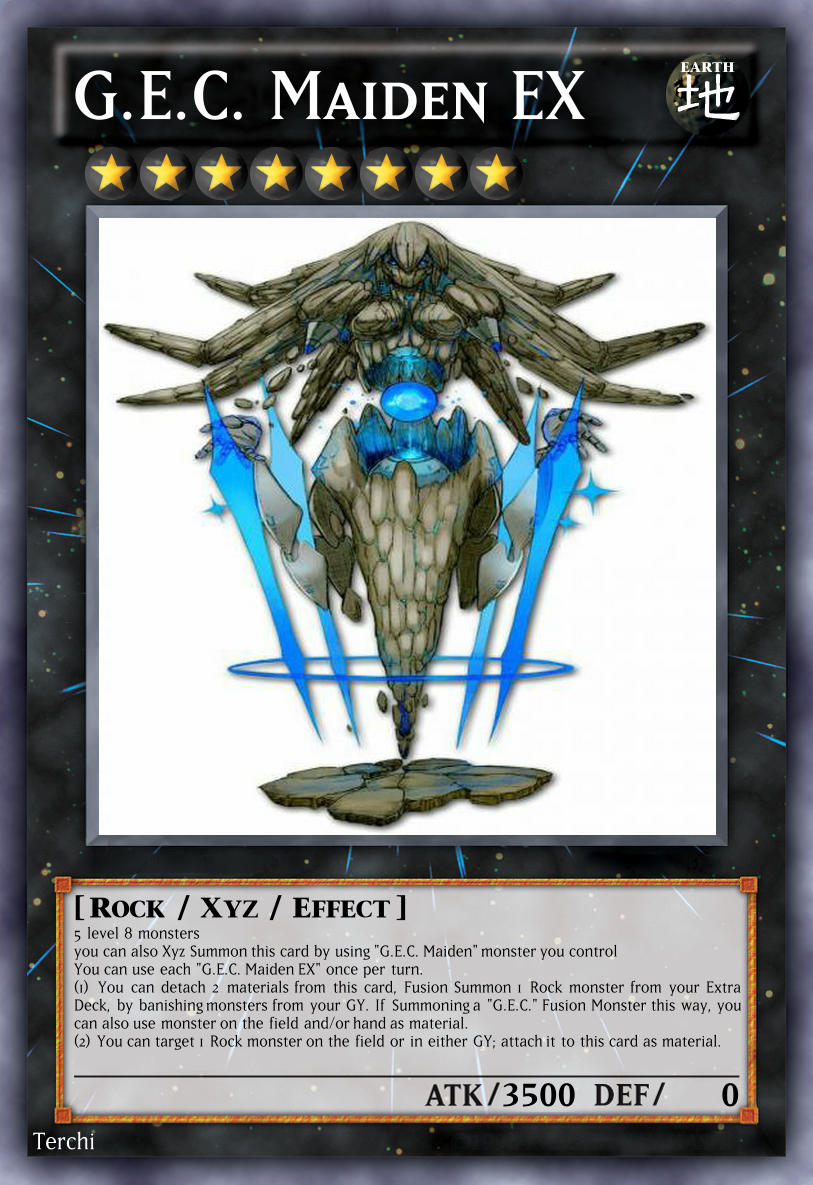 G.E.C. Maiden EX
EARTH
地
[ Rock / Xyz / Effect ]
5 level 8 monsters
you can also Xyz Summon this card by using "G.E.C. Maiden" monster you control
You can use each "G.E.C. Maiden EX" once per turn.
(1) You can detach 2 materials from this card, Fusion Summon 1 Rock monster from your Extra
Deck, by banishing monsters from your GY. If Summoning a "G.E.C." Fusion Monster this way, you
can also use monster on the field and/or hand as material.
(2) You can target 1 Rock monster on the field or in either GY; attach it to this card as material.
ATK/3500 DEF/ 0
Terchi